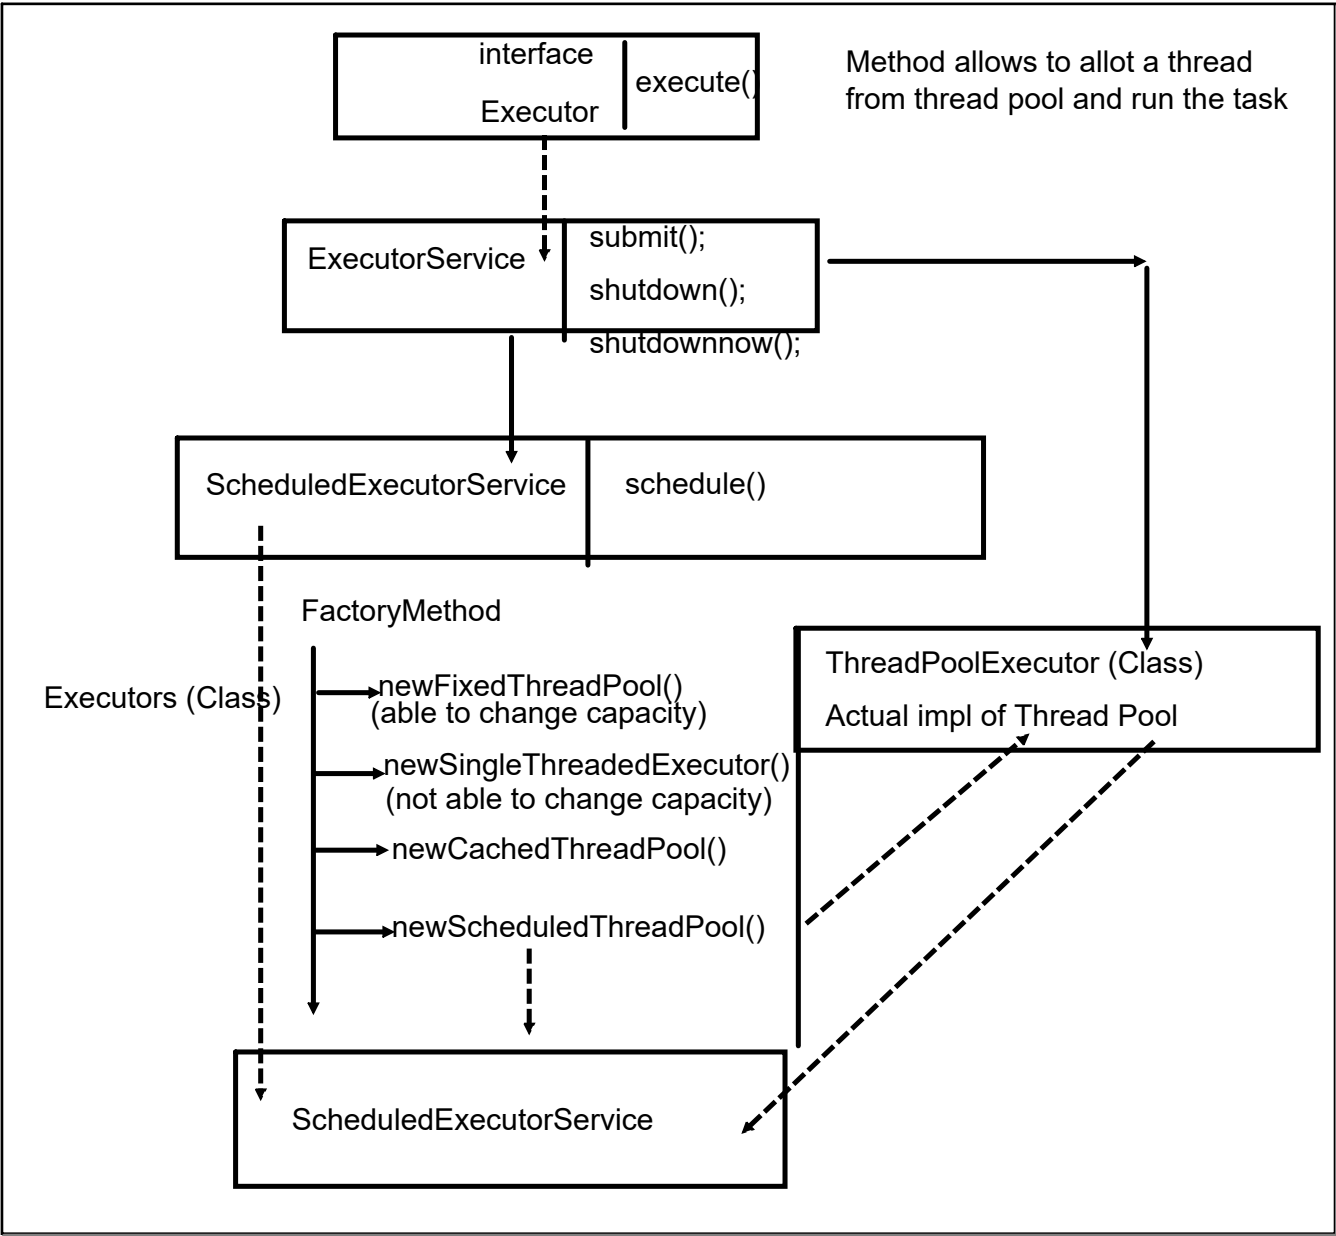 interface
Executor
execute()
Method allows to allot a thread
from thread pool and run the task
ExecutorService
submit();
shutdown();
shutdownnow();
ScheduledExecutorService
schedule()
FactoryMethod
Executors (Class)
newFixedThreadPool()
(able to change capacity)
newSingleThreadedExecutor()
(not able to change capacity)
newCachedThreadPool()
newScheduledThreadPool()
ThreadPoolExecutor (Class)
Actual impl of Thread Pool
ScheduledExecutorService